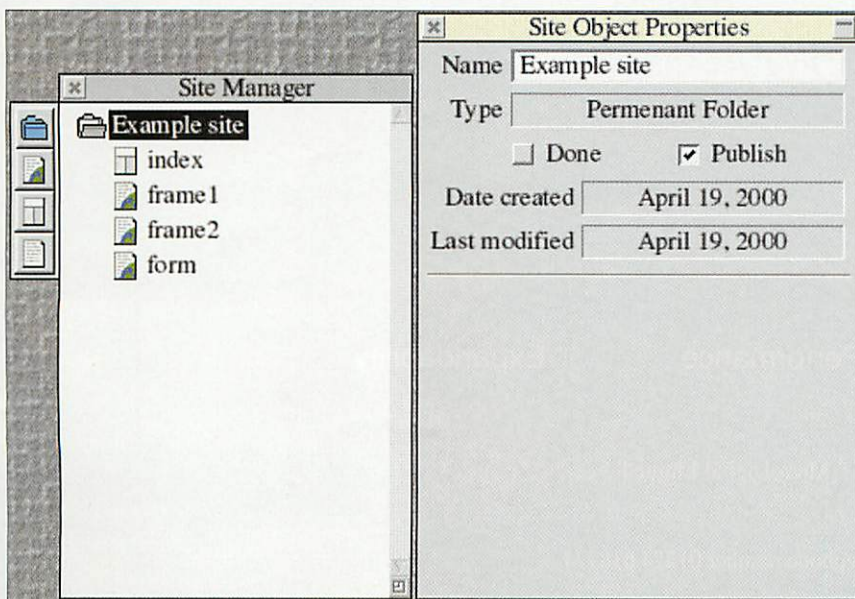 Site Manager
Example site
index
frame1
frame2
form
Site Object Properties
Name Example site
Type Permenant Folder
Done Publish
Date created April 19, 2000
Last modified April 19, 2000